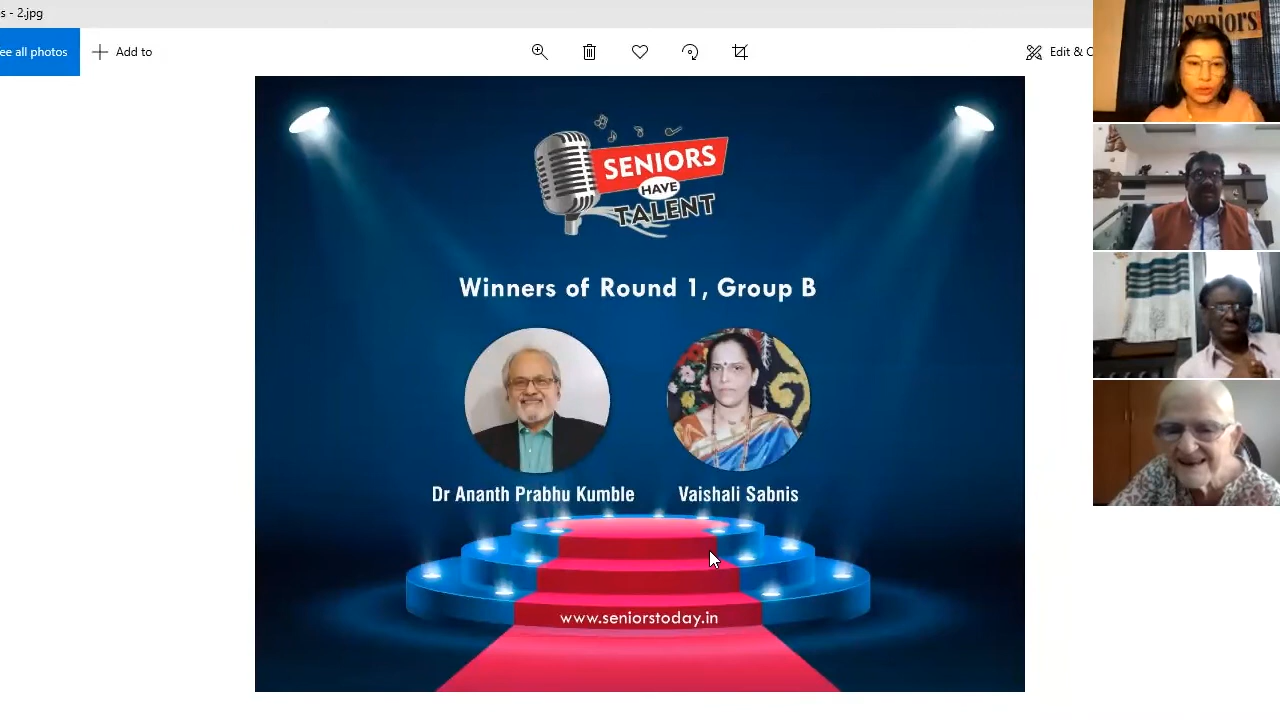 s - 2.jpg
ee all photos
Add to
Edit & C
seniors
SENIORS
HAVE
TALENT
Winners of Round 1, Group B
Dr Ananth Prabhu Kumble
Vaishali Sabnis
www.seniorstoday.in